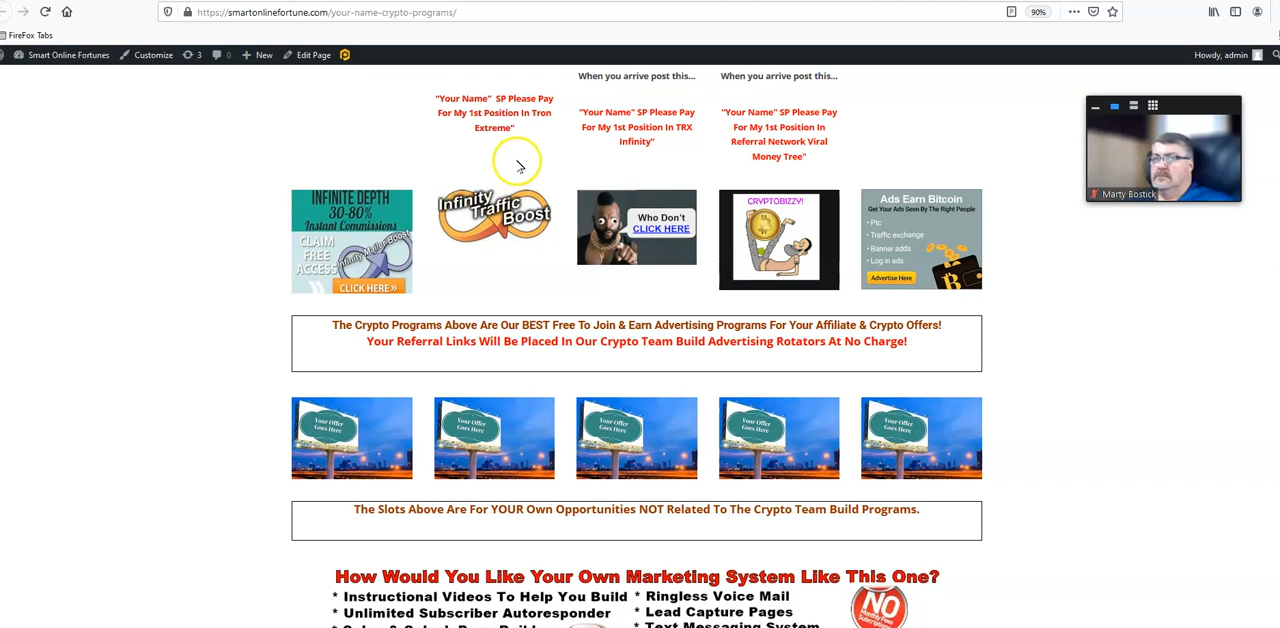 https://smartonlinefortune.com/your-name-crypto-programs/
90%
FireFox Tabs
Smart Online Fortunes
Customize
3
0
New
Edit Page
Howdy, admin
When you arrive post this...
When you arrive post this...
"Your Name" SP Please Pay
For My 1st Position In Tron
Extreme"
"Your Name" SP Please Pay
For My 1st Position In TRX
Infinity"
"Your Name" SP Please Pay
For My 1st Position In
Referral Network Viral
Money Tree"
Marty Bostick
INFINITE DEPTH
30-80%
Instant Commissions
CLAIM
FREE
ACCESS
Infinity Mailer Boost
CLICK HERE»
Infinity Traffic
Boost
Who Don't
CLICK HERE
CRYPTOBIZZY!
Ads Earn Bitcoin
Get Your Ads Seen By The Right People
• Ptc
• Traffic exchange
• Banner adds
• Log in ads
Advertise Here
The Crypto Programs Above Are Our BEST Free To Join & Earn Advertising Programs For Your Affiliate & Crypto Offers!
Your Referral Links Will Be Placed In Our Crypto Team Build Advertising Rotators At No Charge!
Your Offer
Goes Here
Your Offer
Goes Here
Your Offer
Goes Here
Your Offer
Goes Here
Your Offer
Goes Here
The Slots Above Are For YOUR Own Opportunities NOT Related To The Crypto Team Build Programs.
How Would You Like Your Own Marketing System Like This One?
* Instructional Videos To Help You Build
* Ringless Voice Mail
* Unlimited Subscriber Autoresponder
* Lead Capture Pages
* Text Messaging System
NO
Monthly Fees